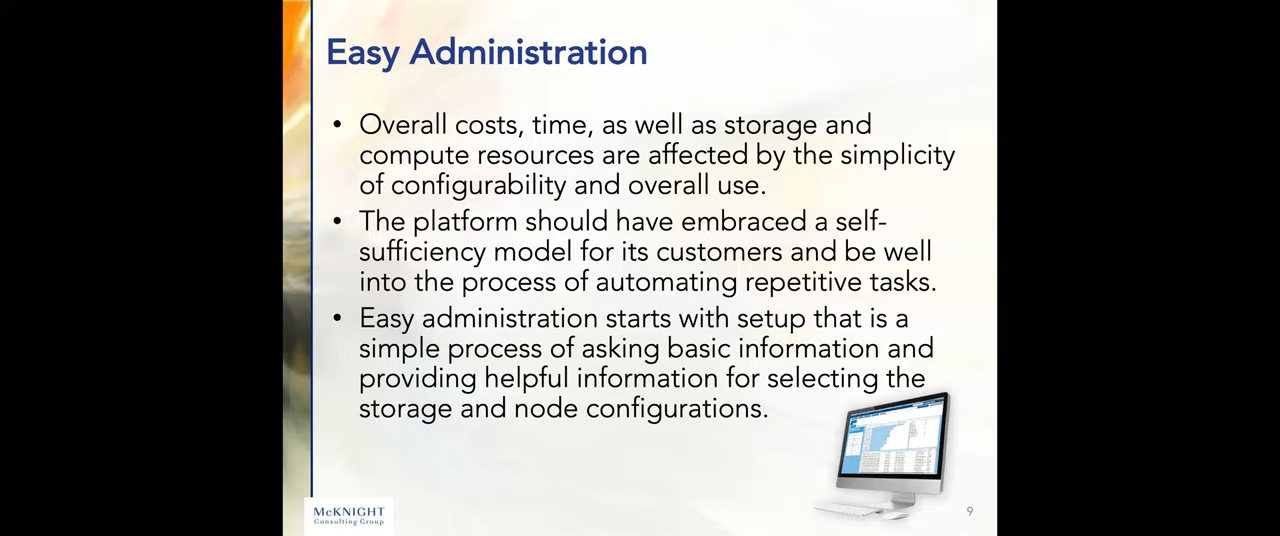 Easy Administration
• Overall costs, time, as well as storage and
compute resources are affected by the simplicity
of configurability and overall use.
• The platform should have embraced a self-
sufficiency model for its customers and be well
into the process of automating repetitive tasks.
• Easy administration starts with setup that is a
simple process of asking basic information and
providing helpful information for selecting the
storage and node configurations.
McKNIGHT
Consulting Group
9